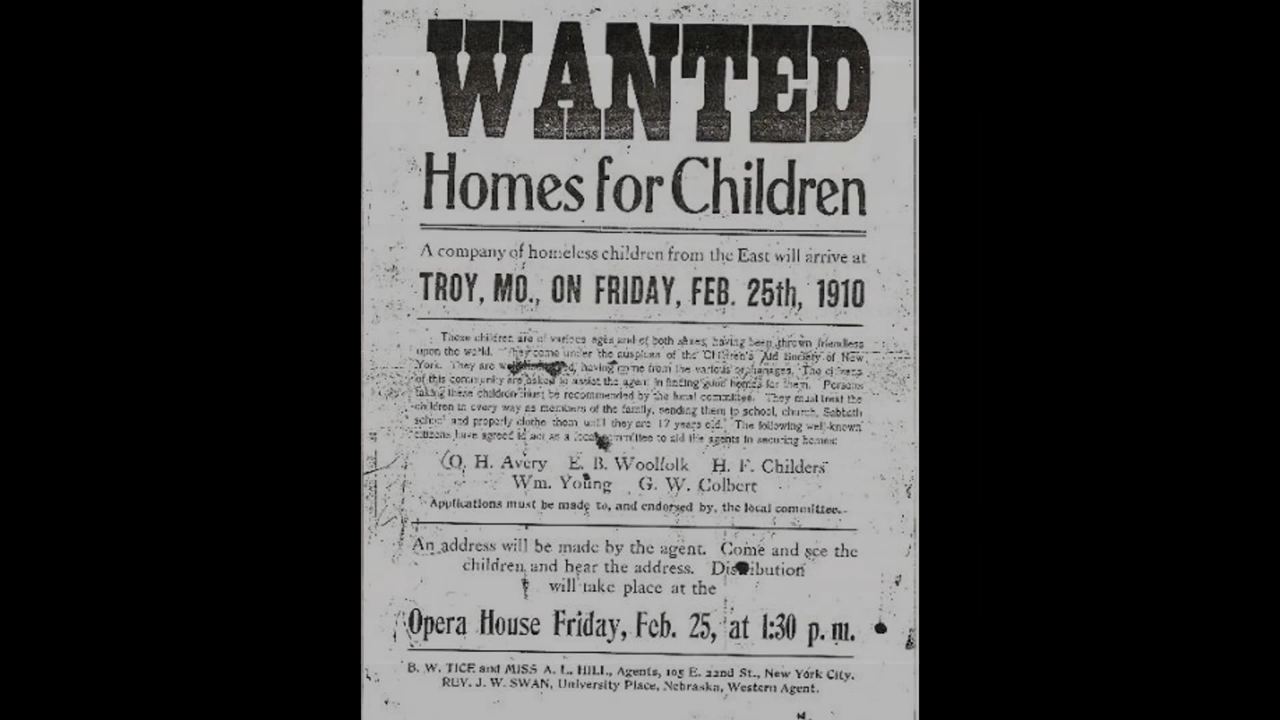 WANTED
Homes for Children
A company of homeless children from the East will arrive at
TROY, MO., ON FRIDAY, FEB. 25th, 1910
These children are of various ages and of both sexes, having been thrown friendless
upon the world. They come under the auspices of the Children's Aid Society of New
York. They are having come from the various orphanages. The citizens
of this community are asked to assist the agent in finding good homes for them. Persons
taking these children must be recommended by the local committee. They must treat the
children in every way as members of the family, sending them to school, church, Sabbath
school and properly clothe them until they are 17 years old. The following well-known
citizens have agreed to act as a local committee to aid the agents in securing homes:
O. H. Avery E. B. Woolfolk H. F. Childers
Wm. Young G. W. Colbert
Applications must be made to, and endorsed by, the local committee.
An address will be made by the agent. Come and see the
children and hear the address. Distribution
will take place at the
Opera House Friday, Feb. 25, at 1:30 p. m.
B. W. TICE and MISS A. L. HILL, Agents, 105 E. 22nd St., New York City.
REV. J. W. SWAN, University Place, Nebraska, Western Agent.